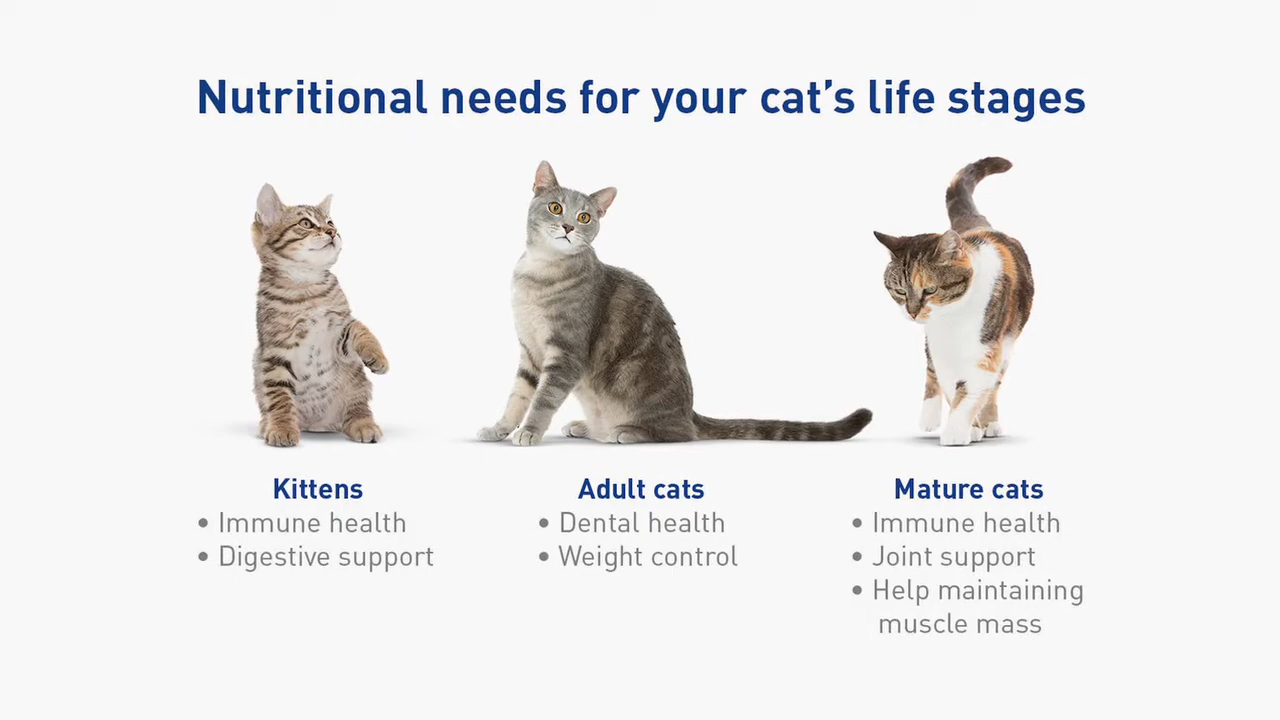 Nutritional needs for your cat’s life stages
Kittens
• Immune health
• Digestive support
Adult cats
• Dental health
• Weight control
Mature cats
• Immune health
• Joint support
• Help maintaining
muscle mass